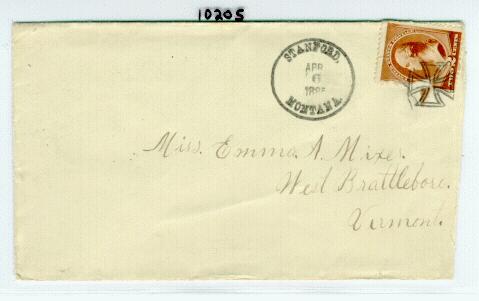 10205
STANFORD.
APR
6
MONTANA.
Miss. Emma A. Mixer.
West Brattleboro.
Vermont.